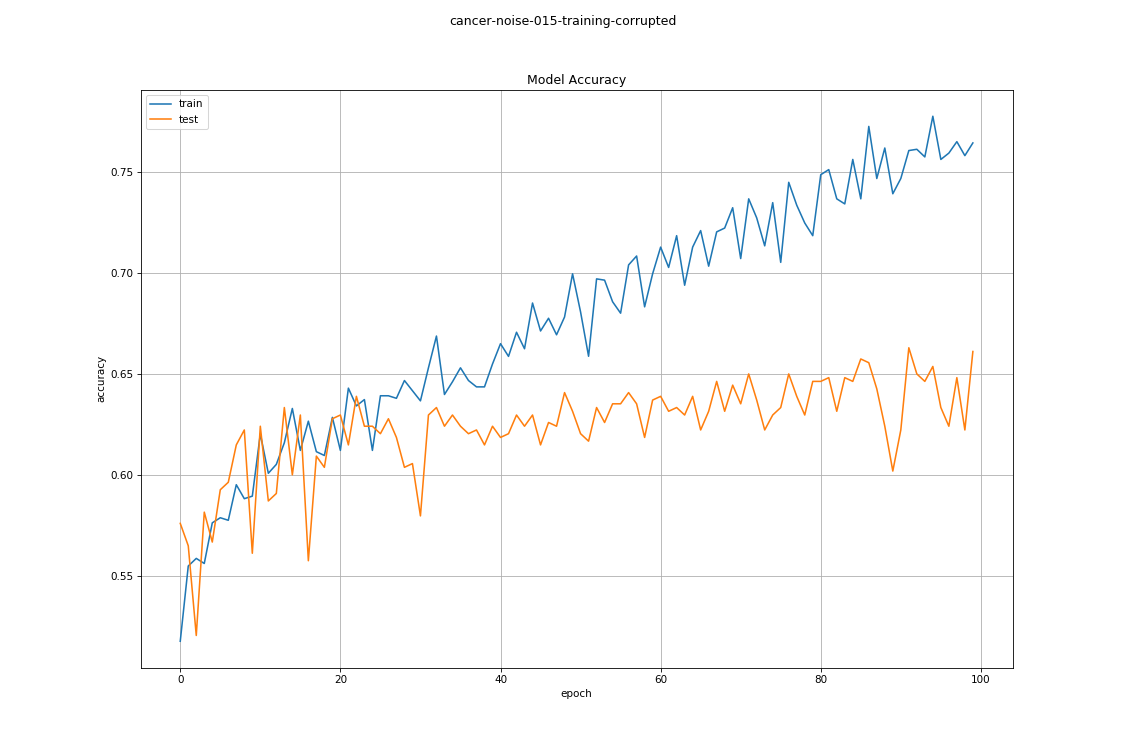 cancer-noise-015-training-corrupted
Model Accuracy
train
test
accuracy
0.75
0.70
0.65
0.60
0.55
0
20
40
60
80
100
epoch